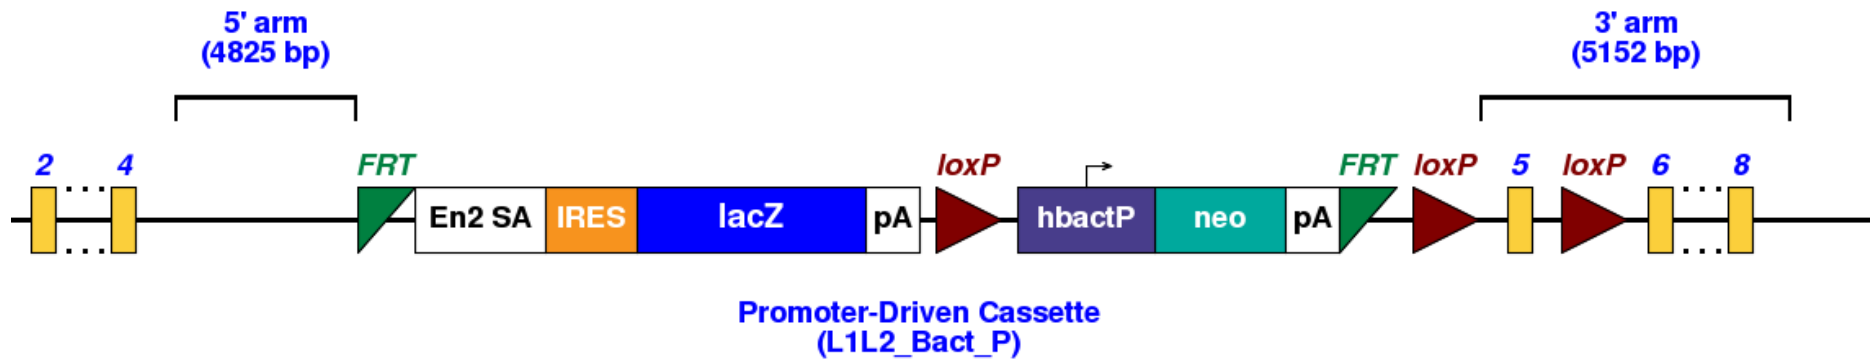 5' arm
(4825 bp)
3' arm
(5152 bp)
2 ... 4 FRT loxP FRT loxP 5 loxP 6 ... 8
... En2 SA IRES lacZ pA hbactP neo pA ...
Promoter-Driven Cassette
(L1L2_Bact_P)